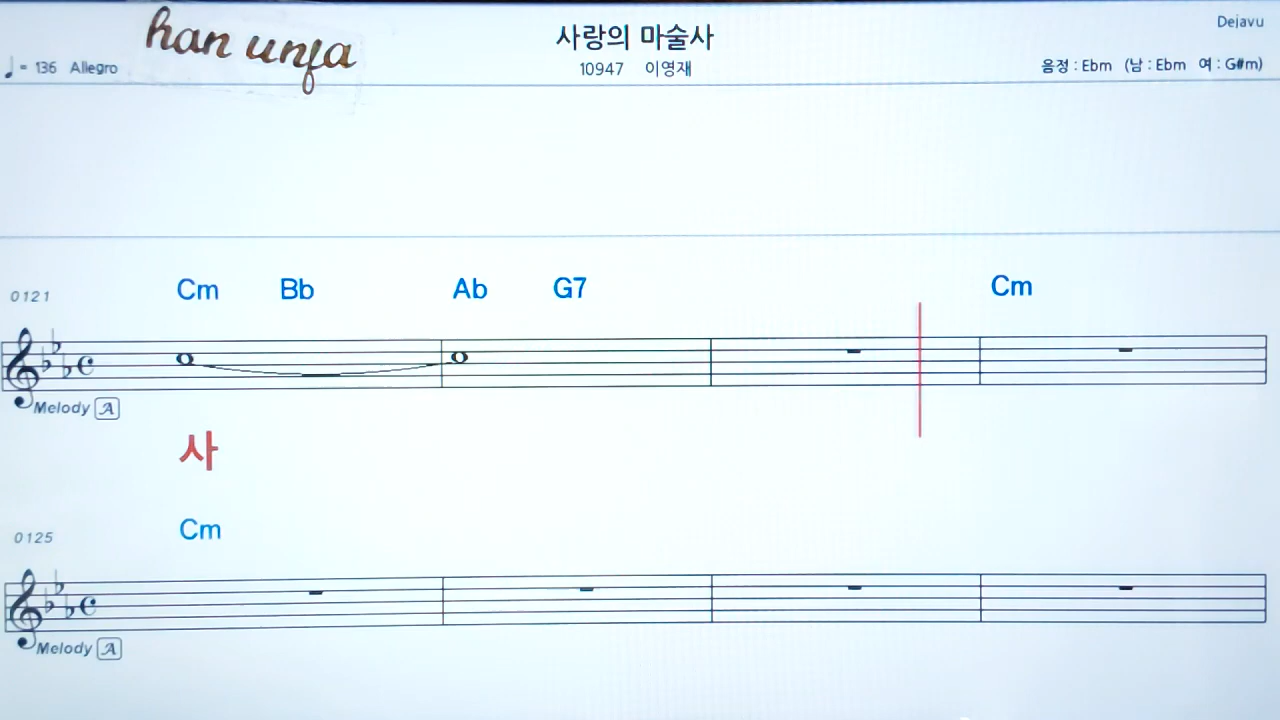 Dejavu
han unfa
사랑의 마술사
♩= 136 Allegro
10947 이영재
음정 : Ebm (남 : Ebm 여 : G#m)
0121
Cm Bb Ab G7 Cm
Melody A
사
0125
Cm
Melody A